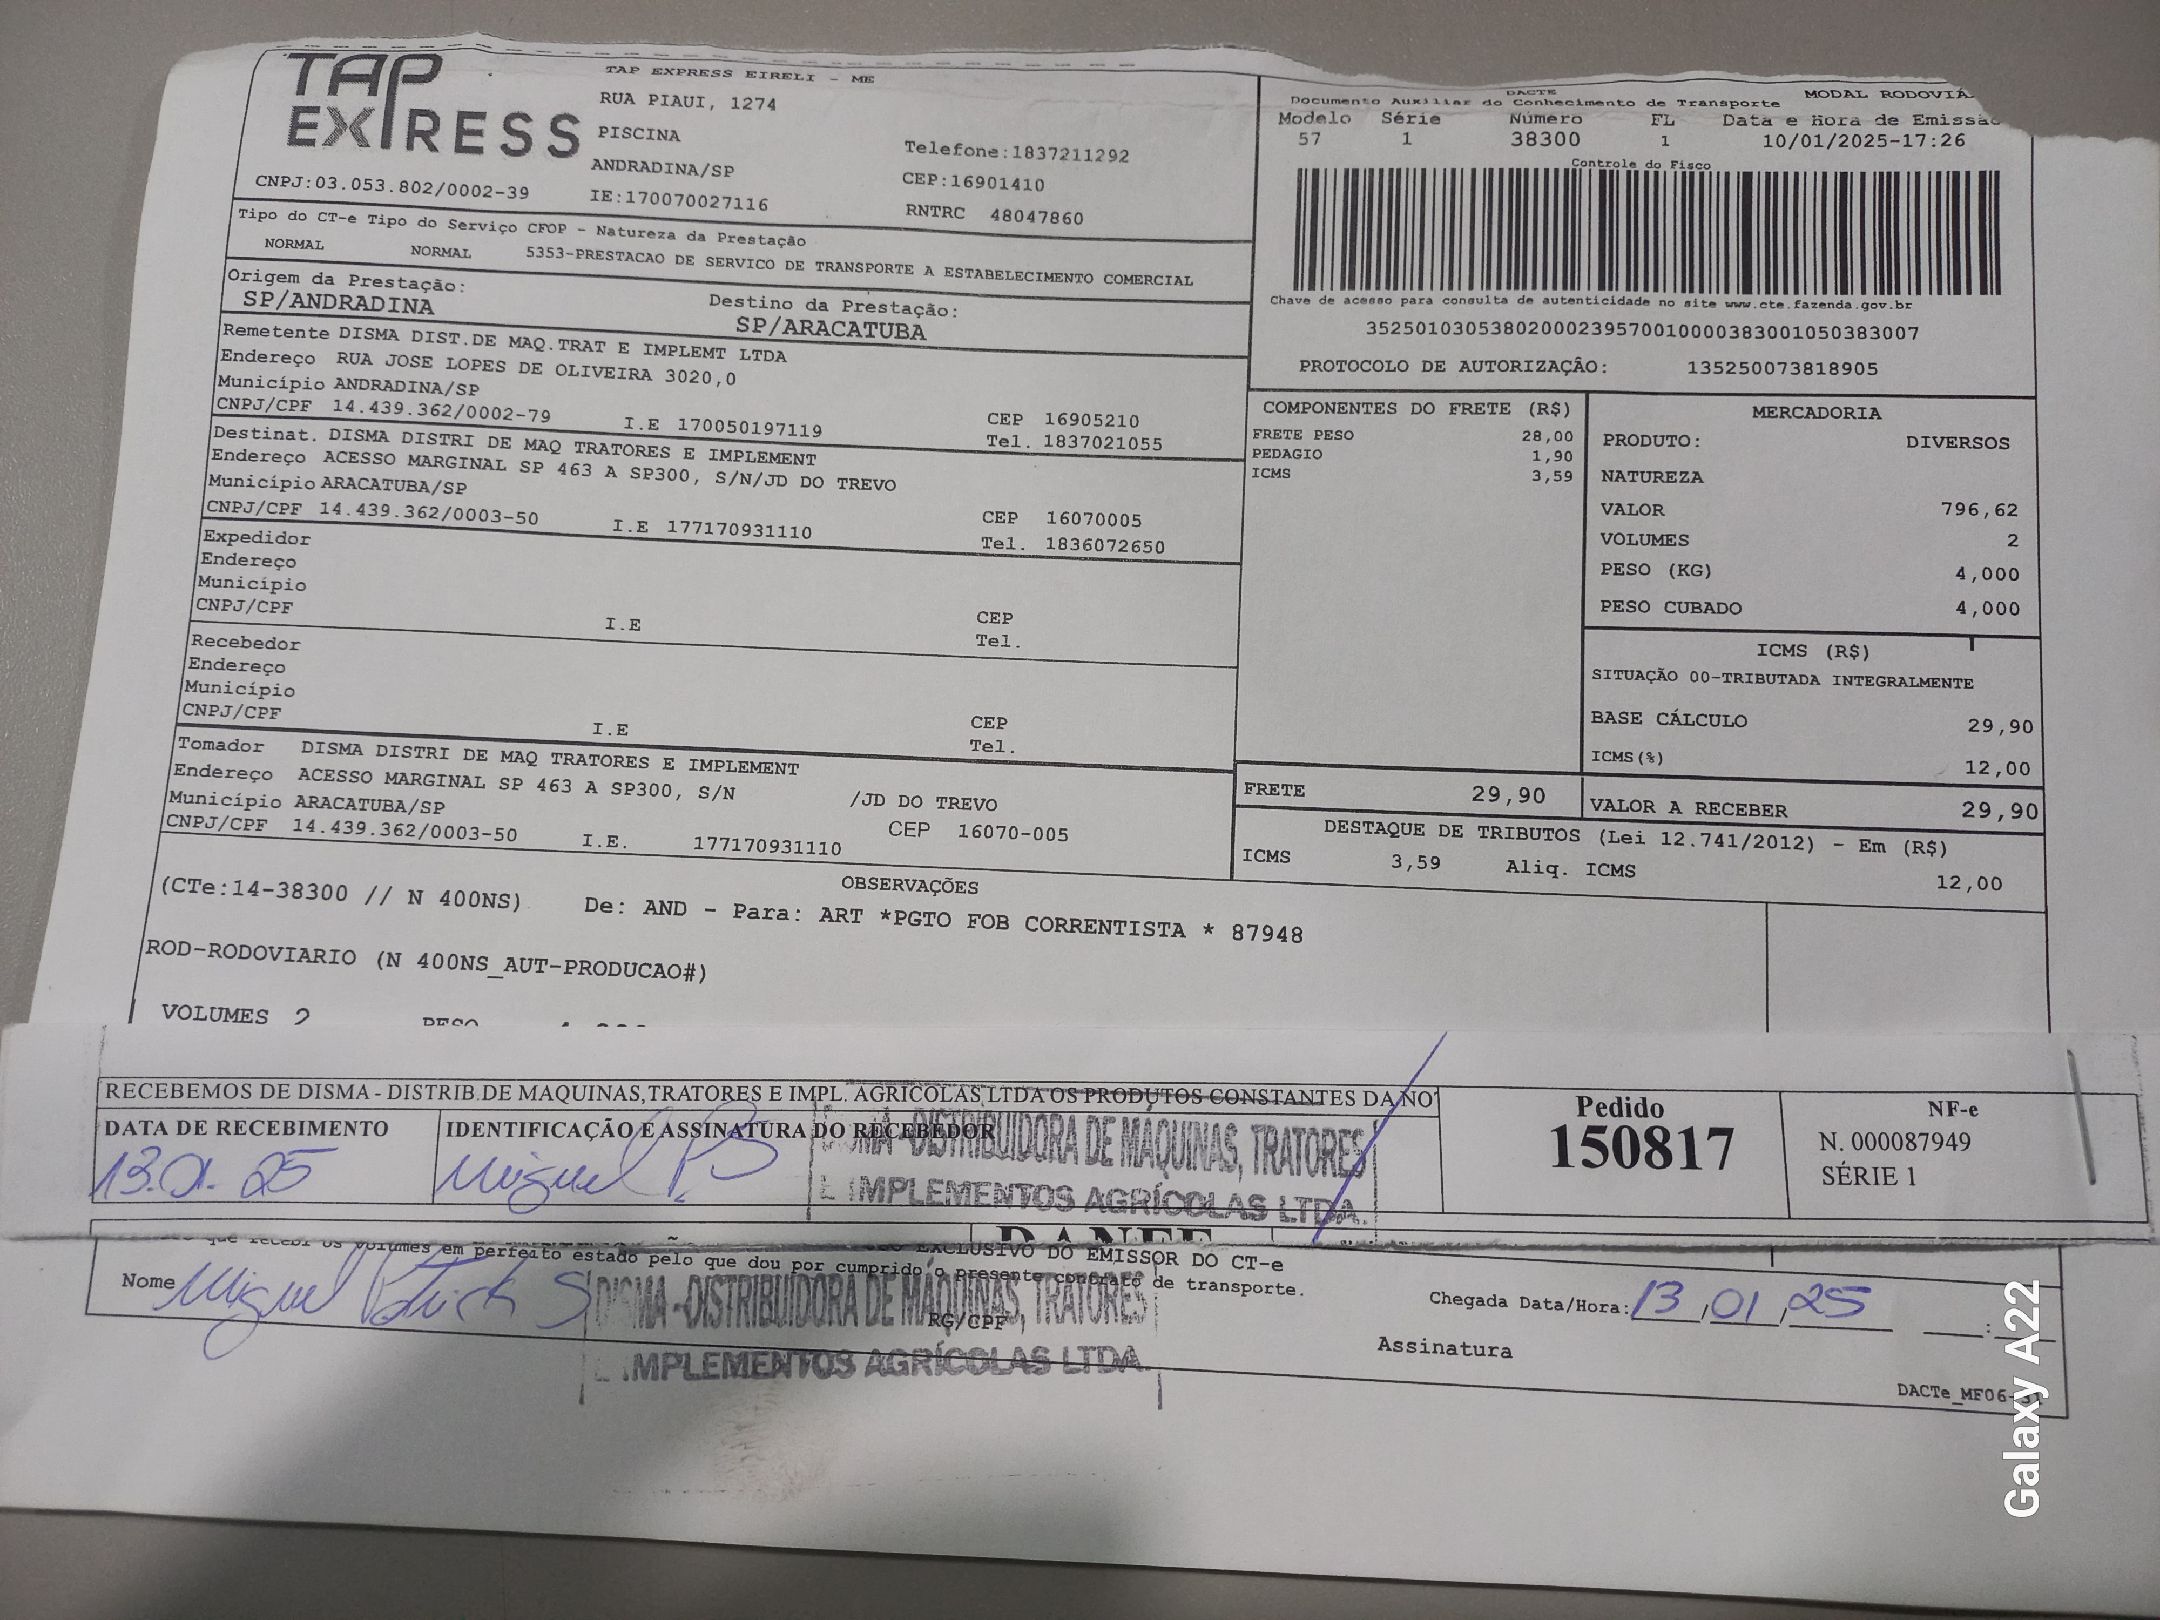 TAP EXPRESS
TAP EXPRESS EIRELI - ME
RUA PIAUI, 1274
PISCINA
Telefone:1837211292
ANDRADINA/SP
CEP:16901410
CNPJ:03.053.802/0002-39
IE:170070027116
RNTRC 48047860
DACTE
MODAL
Documento Auxiliar do Conhecimento de Transporte
Modelo Série Número FL Data e Hora de
57 1 38300 1 10/01/2025-17:26
Controle do Fisco
Chave de acesso para consulta de autenticidade no site www.cte.fazenda.gov.br
35250103053802000239570010000383001050383007
PROTOCOLO DE AUTORIZAÇÂO: 135250073818905
Tipo do CT-e Tipo do Serviço CFOP - Natureza da Prestação
NORMAL NORMAL 5353-PRESTACAO DE SERVICO DE TRANSPORTE A ESTABELECIMENTO COMERCIAL
Origem da Prestação: Destino da Prestação:
SP/ANDRADINA SP/ARACATUBA
Remetente DISMA DIST.DE MAQ.TRAT E IMPLEMT LTDA
Endereço RUA JOSE LOPES DE OLIVEIRA 3020,0
Município ANDRADINA/SP CEP 16905210
CNPJ/CPF 14.439.362/0002-79 I.E 170050197119 Tel. 1837021055
Destinat. DISMA DISTRI DE MAQ TRATORES E IMPLEMENT
Endereço ACESSO MARGINAL SP 463 A SP300, S/N/JD DO TREVO
Município ARACATUBA/SP CEP 16070005
CNPJ/CPF 14.439.362/0003-50 I.E 177170931110 Tel. 1836072650
Expedidor
Endereço
Município CEP
CNPJ/CPF I.E Tel.
Recebedor
Endereço
Município CEP
CNPJ/CPF I.E Tel.
Tomador DISMA DISTRI DE MAQ TRATORES E IMPLEMENT
Endereço ACESSO MARGINAL SP 463 A SP300, S/N /JD DO TREVO
Município ARACATUBA/SP CEP 16070-005
CNPJ/CPF 14.439.362/0003-50 I.E. 177170931110
COMPONENTES DO FRETE (R$)
FRETE PESO 28,00
PEDAGIO 1,90
ICMS 3,59
MERCADORIA
PRODUTO: DIVERSOS
NATUREZA
VALOR 796,62
VOLUMES 2
PESO (KG) 4,000
PESO CUBADO 4,000
ICMS (R$)
SITUAÇÃO 00-TRIBUTADA INTEGRALMENTE
BASE CÁLCULO 29,90
ICMS(%) 12,00
FRETE 29,90 VALOR A RECEBER 29,90
DESTAQUE DE TRIBUTOS (Lei 12.741/2012) - Em (R$)
ICMS 3,59 Aliq. ICMS 12,00
OBSERVAÇÕES
(CTe:14-38300 // N 400NS) De: AND - Para: ART *PGTO FOB CORRENTISTA * 87948
ROD-RODOVIARIO (N 400NS_AUT-PRODUCAO#)
VOLUMES 2 PESO
RECEBEMOS DE DISMA - DISTRIB.DE MAQUINAS,TRATORES E IMPL. AGRICOLAS LTDA OS PRODUTOS CONSTANTES DA
DATA DE RECEBIMENTO IDENTIFICAÇÃO E ASSINATURA DO RECEBEDOR
13.01.25 Miguel
DISMA - DISTRIBUIDORA DE MÁQUINAS, TRATORES
E IMPLEMENTOS AGRÍCOLAS LTDA.
Pedido
150817
NF-e
N. 000087949
SÉRIE 1
DANFE
EXCLUSIVO DO EMISSOR DO CT-e
que recebi os volumes em perfeito estado pelo que dou por cumprido o presente contrato de transporte.
Nome Miguel
DISMA - DISTRIBUIDORA DE MÁQUINAS, TRATORES
E IMPLEMENTOS AGRÍCOLAS LTDA.
RG/CPF
Chegada Data/Hora: 13/01/25
Assinatura
DACTe_MF06-31
Galaxy A22